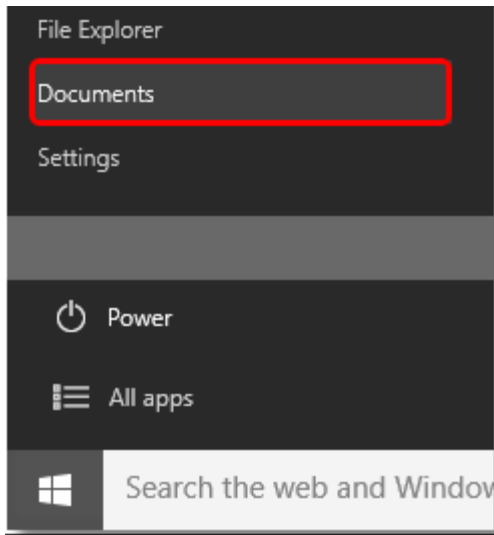 File Explorer
Documents
Settings
Power
All apps
Search the web and Window